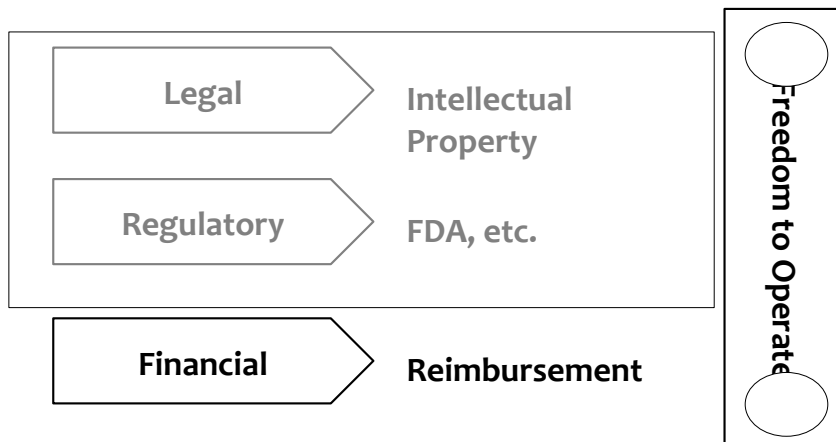 Legal
Intellectual
Property
Regulatory
FDA, etc.
Financial
Reimbursement
Freedom to Operate